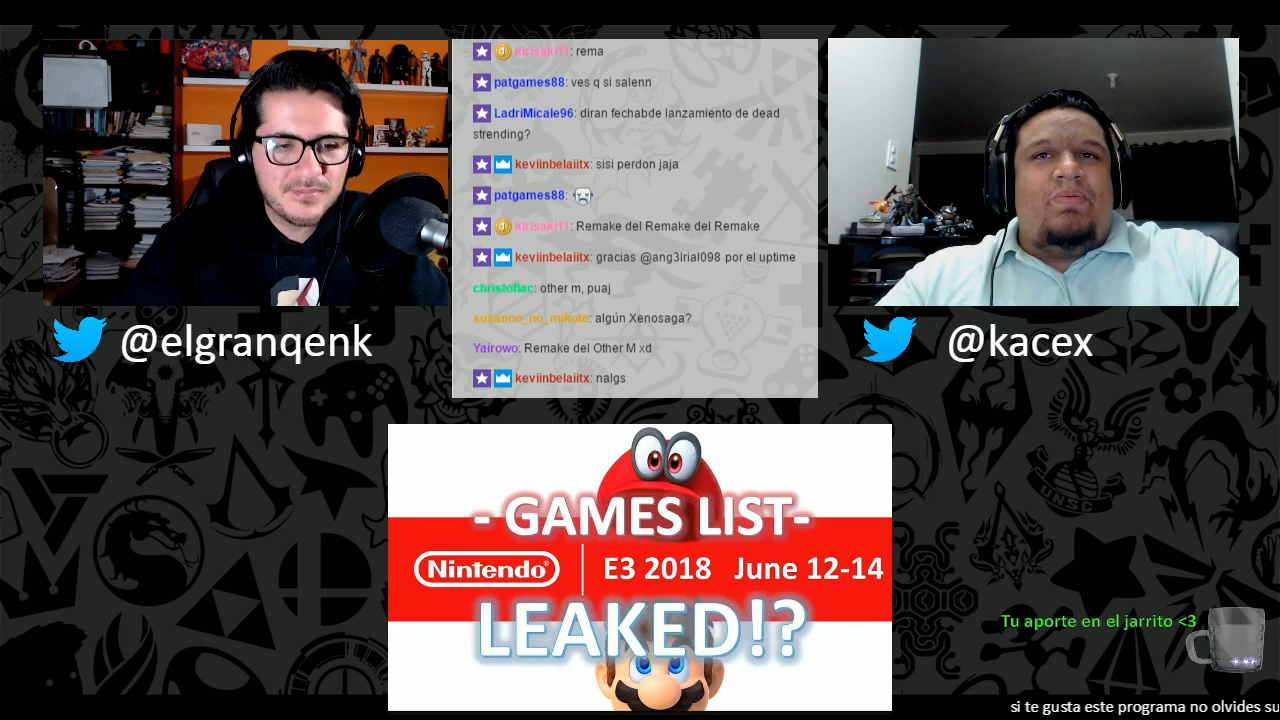 kirisaki11: rema
patgames88: ves q si salenn
LadriMicale96: diran fechabde lanzamiento de dead
strending?
keviinbelaiitx: sisi perdon jaja
patgames88:
kirisaki11: Remake del Remake del Remake
keviinbelaiitx: gracias @ang3lrial098 por el uptime
christoflac: other m, puaj
susanoo_no_mikoto: algún Xenosaga?
Yairowo: Remake del Other M xd
keviinbelaiitx: nalgs
@elgranqenk
@kacex
- GAMES LIST-
Nintendo
E3 2018 June 12-14
LEAKED!?
UNSC
Tu aporte en el jarrito <3
si te gusta este programa no olvides su